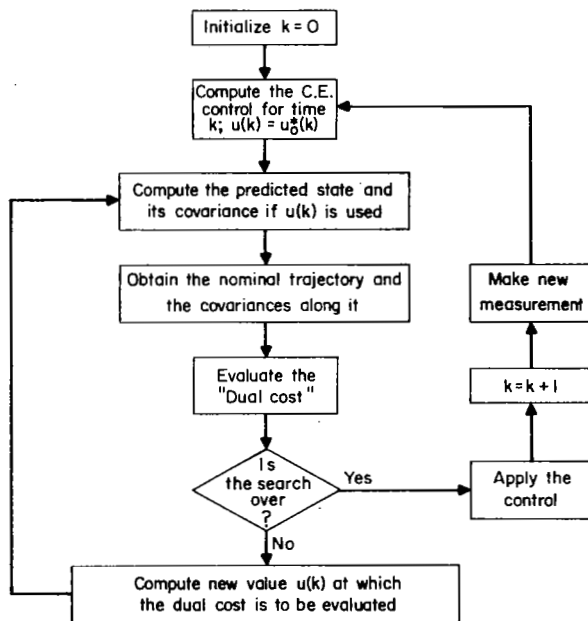 Initialize k = 0
Compute the C.E.
control for time
k; u(k) = u₀*(k)
Compute the predicted state and
its covariance if u(k) is used
Obtain the nominal trajectory and
the covariances along it
Evaluate the
"Dual cost"
Is
the search
over
?
Yes
No
Compute new value u(k) at which
the dual cost is to be evaluated
Apply the
control
k = k + 1
Make new
measurement